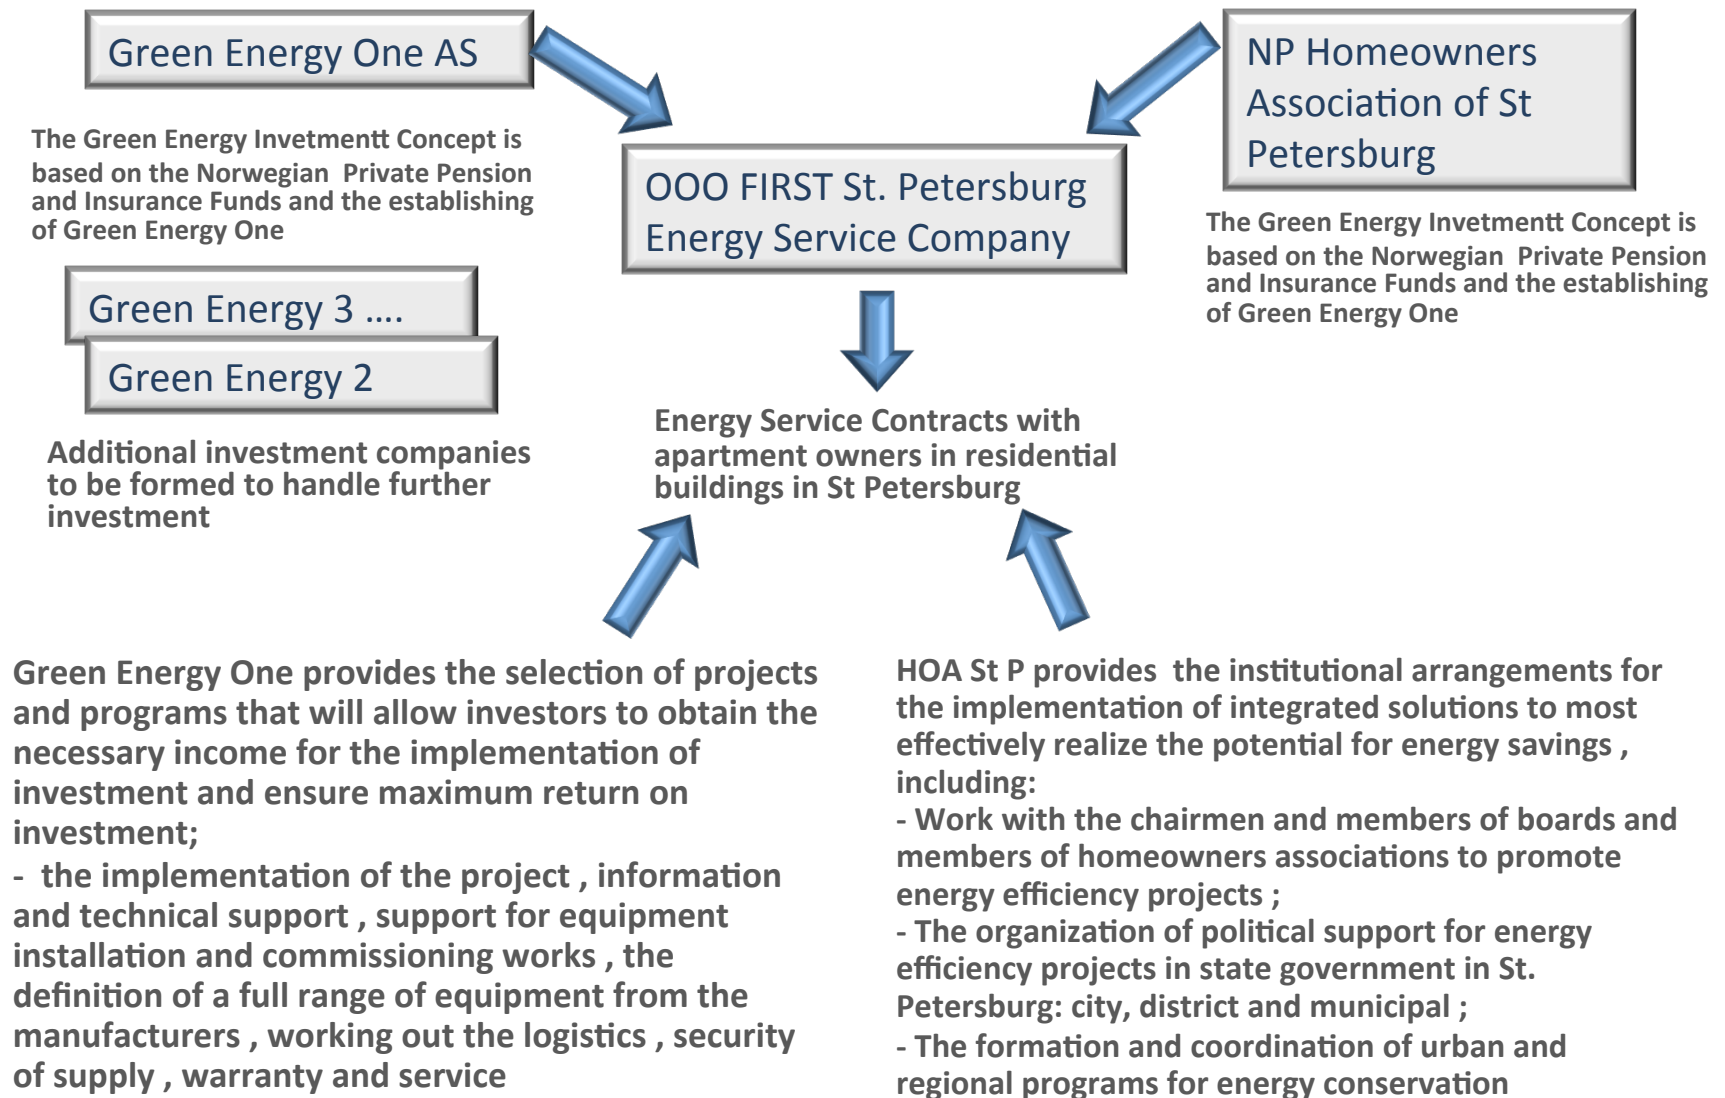 Green Energy One AS
The Green Energy Invetmentt Concept is
based on the Norwegian  Private Pension
and Insurance Funds and the establishing
of Green Energy One
Green Energy 3 ....
Green Energy 2
Additional investment companies
to be formed to handle further
investment
OOO FIRST St. Petersburg
Energy Service Company
Energy Service Contracts with
apartment owners in residential
buildings in St Petersburg
NP Homeowners
Association of St
Petersburg
The Green Energy Invetmentt Concept is
based on the Norwegian  Private Pension
and Insurance Funds and the establishing
of Green Energy One
Green Energy One provides the selection of projects
and programs that will allow investors to obtain the
necessary income for the implementation of
investment and ensure maximum return on
investment;
-  the implementation of the project , information
and technical support , support for equipment
installation and commissioning works , the
definition of a full range of equipment from the
manufacturers , working out the logistics , security
of supply , warranty and service
HOA St P provides  the institutional arrangements for
the implementation of integrated solutions to most
effectively realize the potential for energy savings ,
including:
- Work with the chairmen and members of boards and
members of homeowners associations to promote
energy efficiency projects ;
- The organization of political support for energy
efficiency projects in state government in St.
Petersburg: city, district and municipal ;
- The formation and coordination of urban and
regional programs for energy conservation